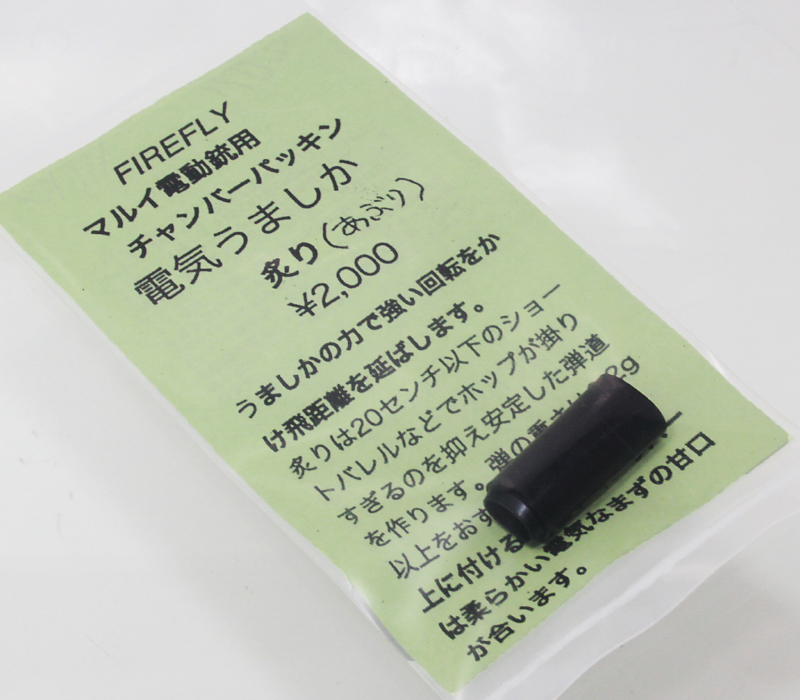 FIREFLY
マルイ電動銃用
チャンバーパッキン
電気うましか
炙り(あぶり)
¥2,000
うましかの力で強い回転をか
け飛距離を延ばします。
炙りは20センチ以下のショー
トバレルなどでホップが掛り
すぎるのを抑え安定した弾道
を作ります。弾の重さは 2g
以上をおす
上に付ける
は柔らかい電気なまずの甘口
が合います。